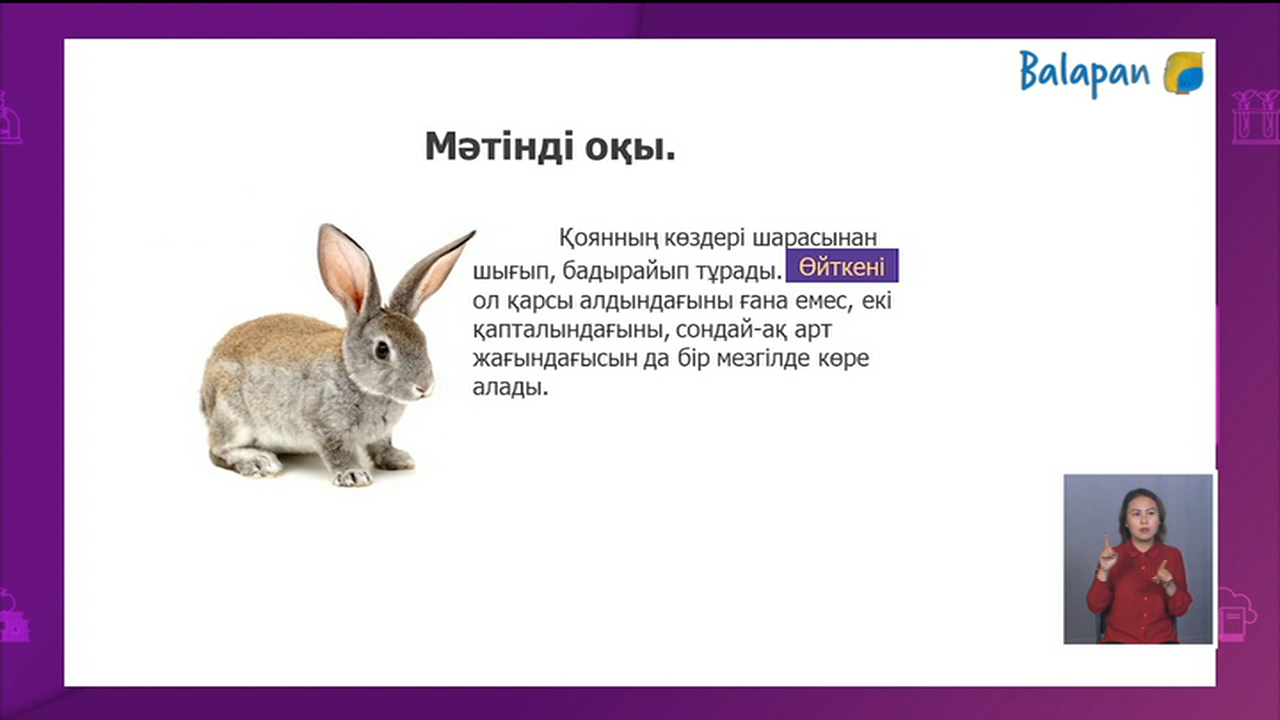 Balapan
Мәтінді оқы.
Қоянның көздері шарасынан
шығып, бадырайып тұрады. Өйткені
ол қарсы алдындағыны ғана емес, екі
қапталындағыны, сондай-ақ арт
жағындағысын да бір мезгілде көре
алады.